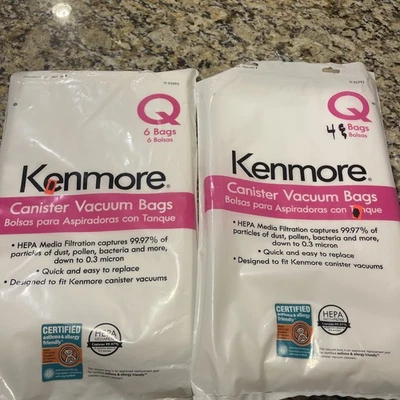 Q
6 Bags
6 Bolsas
Kenmore®
Canister Vacuum Bags
Bolsas para Aspiradoras con Tanque
• HEPA Media Filtration captures 99.97% of
particles of dust, pollen, bacteria and more,
down to 0.3 micron
• Quick and easy to replace
• Designed to fit Kenmore canister vacuums
CERTIFIED
asthma & allergy
friendly™
HEPA
Q
4 Bags
Bolsas
Kenmore®
Canister Vacuum Bags
Bolsas para Aspiradoras con Tanque
• HEPA Media Filtration captures 99.97% of
particles of dust, pollen, bacteria and more,
down to 0.3 micron
• Quick and easy to replace
• Designed to fit Kenmore canister vacuums
CERTIFIED
asthma & allergy
friendly™
HEPA